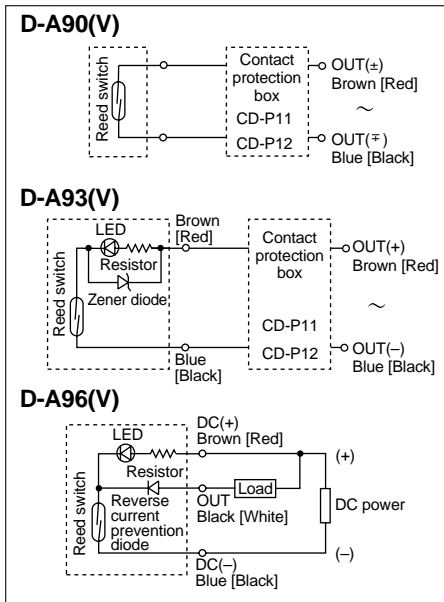 D-A90(V)
Reed switch
Contact
protection
box
CD-P11
CD-P12
OUT(±)
Brown [Red]
~
OUT(∓)
Blue [Black]
D-A93(V)
LED
Resistor
Zener diode
Reed switch
Brown
[Red]
Blue
[Black]
Contact
protection
box
CD-P11
CD-P12
OUT(+)
Brown [Red]
~
OUT(–)
Blue [Black]
D-A96(V)
LED
Resistor
Reverse
current
prevention
diode
Reed switch
DC(+)
Brown [Red]
OUT
Black [White]
Load
DC(–)
Blue [Black]
(+)
DC power
(–)